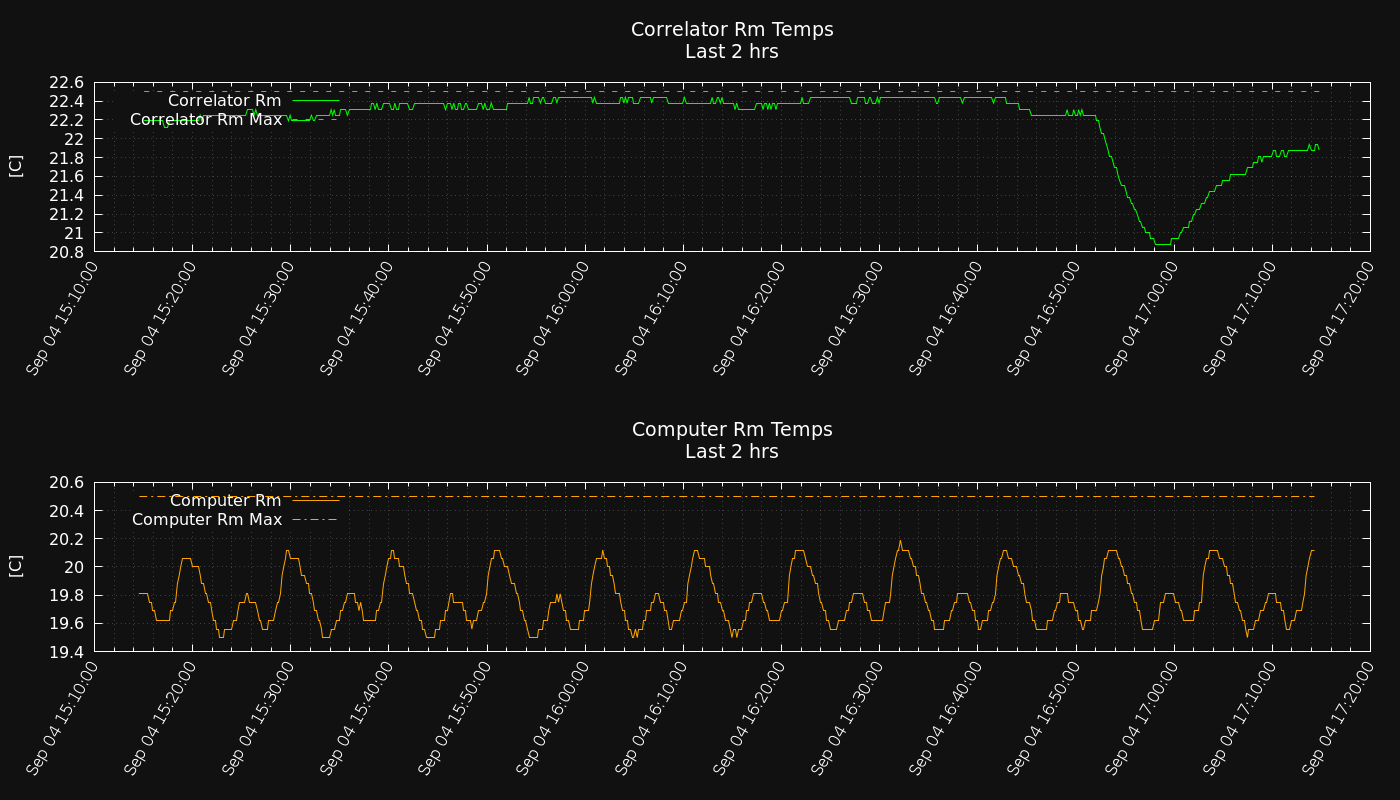 Correlator Rm Temps
Last 2 hrs
22.6
22.4
22.2
22
21.8
21.6
21.4
21.2
21
20.8
[C]
Correlator Rm
Correlator Rm Max
Sep 04 15:10:00
Sep 04 15:20:00
Sep 04 15:30:00
Sep 04 15:40:00
Sep 04 15:50:00
Sep 04 16:00:00
Sep 04 16:10:00
Sep 04 16:20:00
Sep 04 16:30:00
Sep 04 16:40:00
Sep 04 16:50:00
Sep 04 17:00:00
Sep 04 17:10:00
Sep 04 17:20:00
Computer Rm Temps
Last 2 hrs
20.6
20.4
20.2
20
19.8
19.6
19.4
[C]
Computer Rm
Computer Rm Max
Sep 04 15:10:00
Sep 04 15:20:00
Sep 04 15:30:00
Sep 04 15:40:00
Sep 04 15:50:00
Sep 04 16:00:00
Sep 04 16:10:00
Sep 04 16:20:00
Sep 04 16:30:00
Sep 04 16:40:00
Sep 04 16:50:00
Sep 04 17:00:00
Sep 04 17:10:00
Sep 04 17:20:00